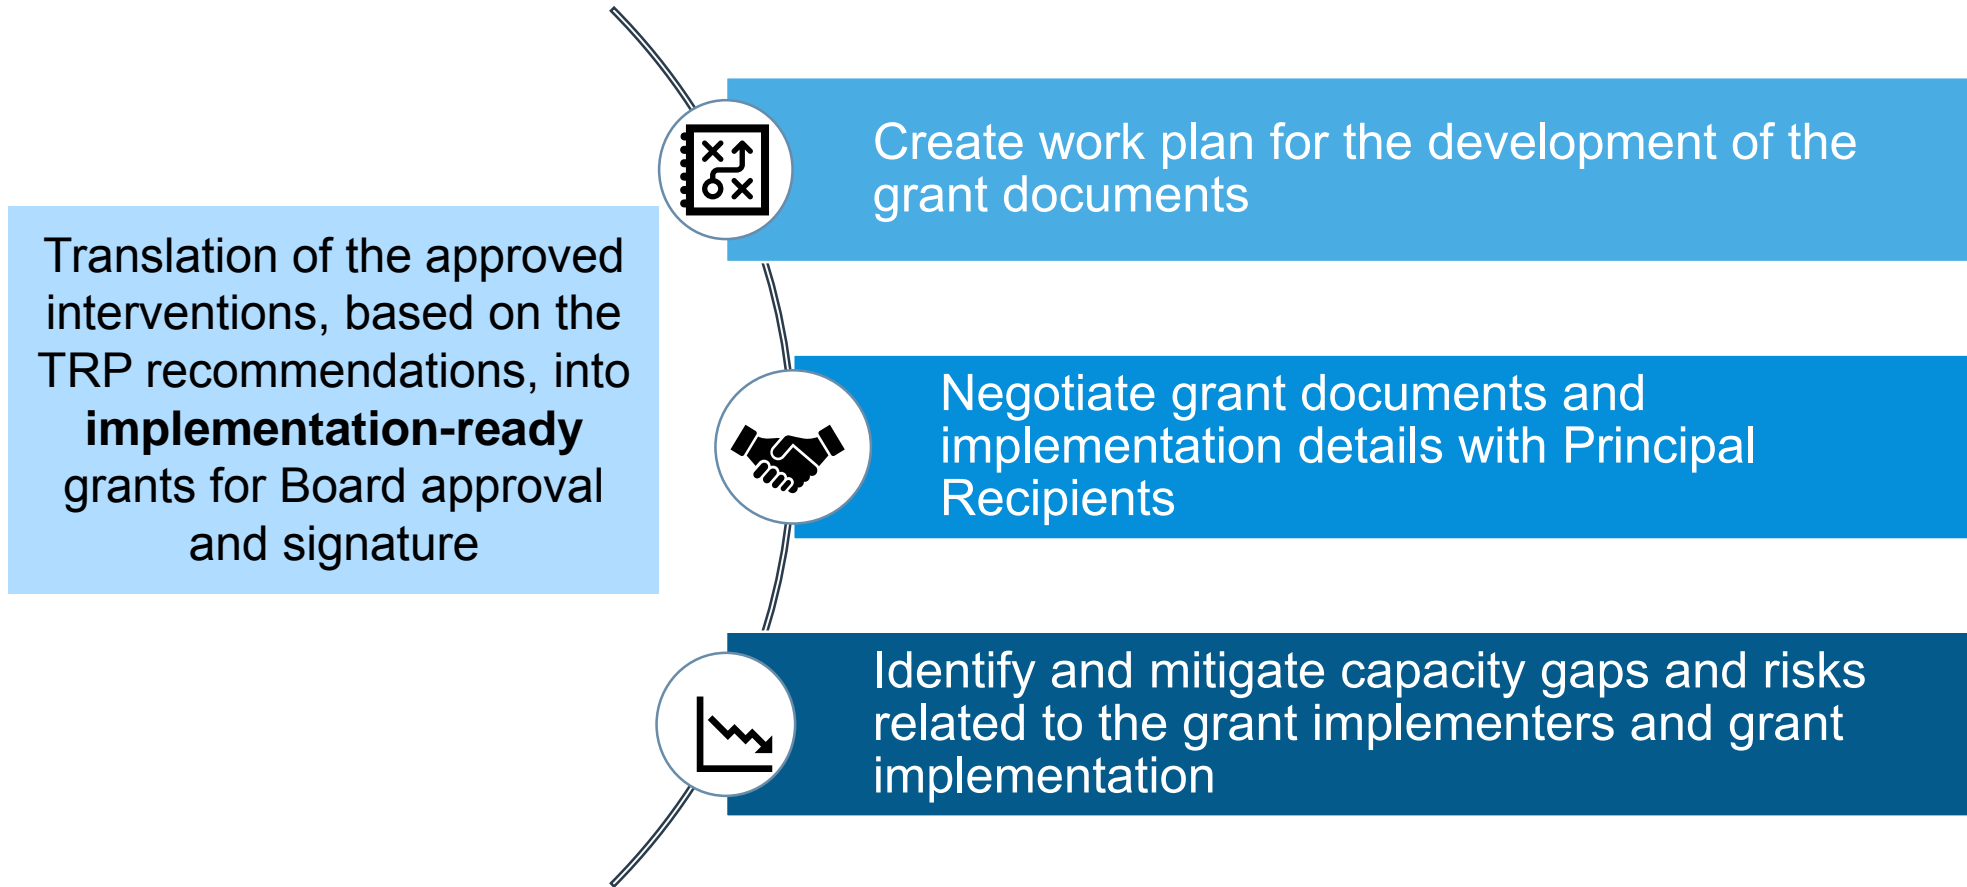 Translation of the approved
interventions, based on the
TRP recommendations, into
implementation-ready
grants for Board approval
and signature
Create work plan for the development of the
grant documents
Negotiate grant documents and
implementation details with Principal
Recipients
Identify and mitigate capacity gaps and risks
related to the grant implementers and grant
implementation